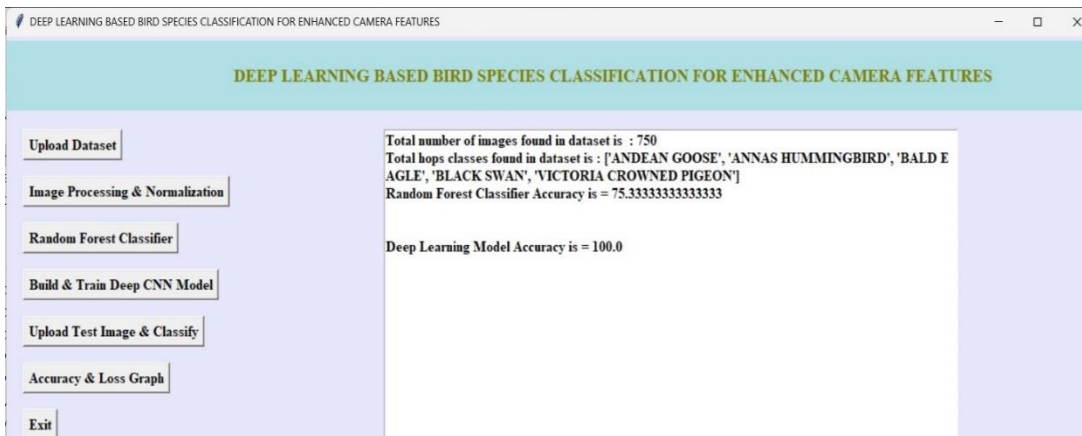 DEEP LEARNING BASED BIRD SPECIES CLASSIFICATION FOR ENHANCED CAMERA FEATURES
DEEP LEARNING BASED BIRD SPECIES CLASSIFICATION FOR ENHANCED CAMERA FEATURES
Upload Dataset
Image Processing & Normalization
Random Forest Classifier
Build & Train Deep CNN Model
Upload Test Image & Classify
Accuracy & Loss Graph
Exit
Total number of images found in dataset is : 750
Total hops classes found in dataset is : ['ANDEAN GOOSE', 'ANNAS HUMMINGBIRD', 'BALD E
AGLE', 'BLACK SWAN', 'VICTORIA CROWNED PIGEON']
Random Forest Classifier Accuracy is = 75.33333333333333
Deep Learning Model Accuracy is = 100.0